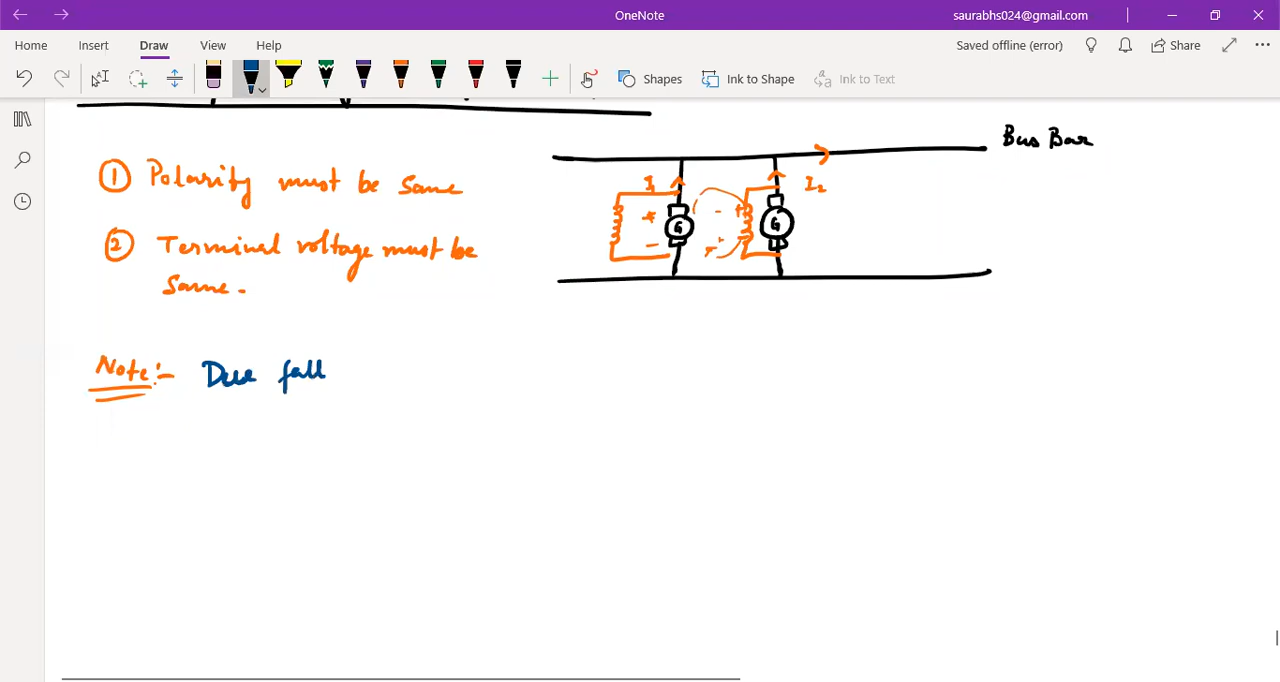 OneNote
saurabhs024@gmail.com
Home Insert Draw View Help
Saved offline (error)
Share
Shapes
Ink to Shape
Ink to Text
Bus Bar
① Polarity must be same
② Terminal voltage must be
same.
I1
I2
+
-
-
+
+
G
G
Note:- Due fall